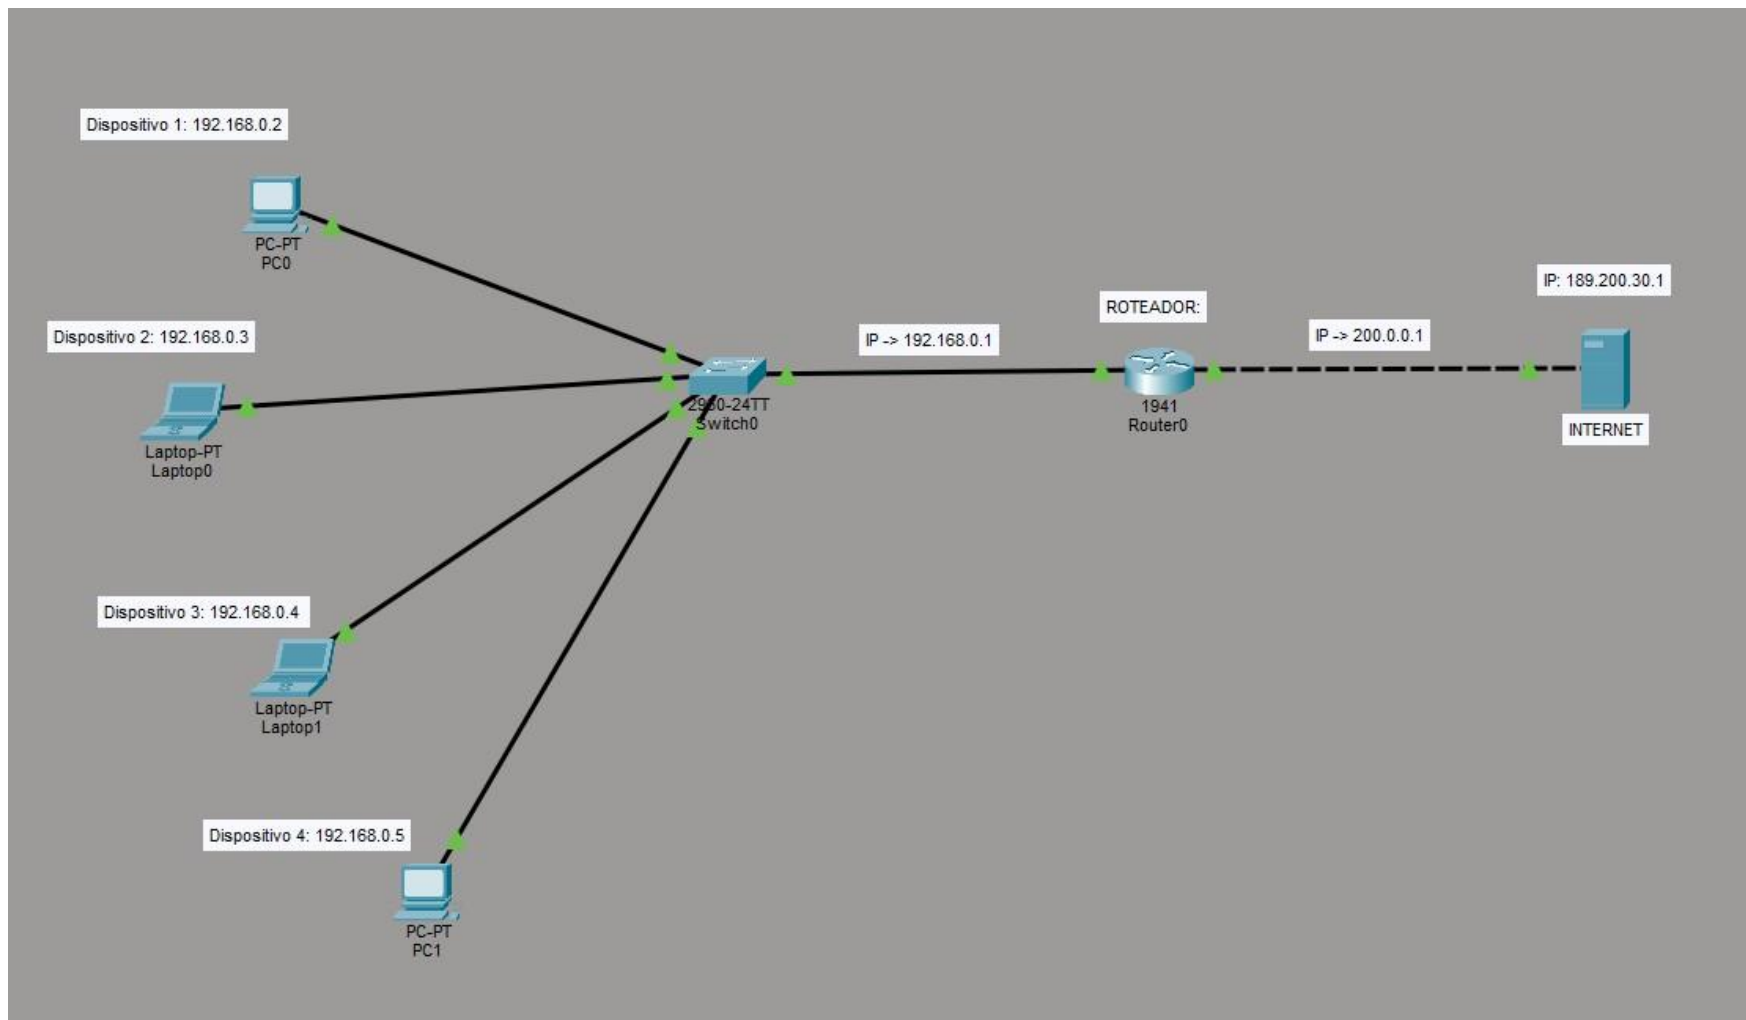 Dispositivo 1: 192.168.0.2
PC-PT
PC0
Dispositivo 2: 192.168.0.3
Laptop-PT
Laptop0
Dispositivo 3: 192.168.0.4
Laptop-PT
Laptop1
Dispositivo 4: 192.168.0.5
PC-PT
PC1
2960-24TT
Switch0
IP -> 192.168.0.1
ROTEADOR:
1941
Router0
IP -> 200.0.0.1
IP: 189.200.30.1
INTERNET